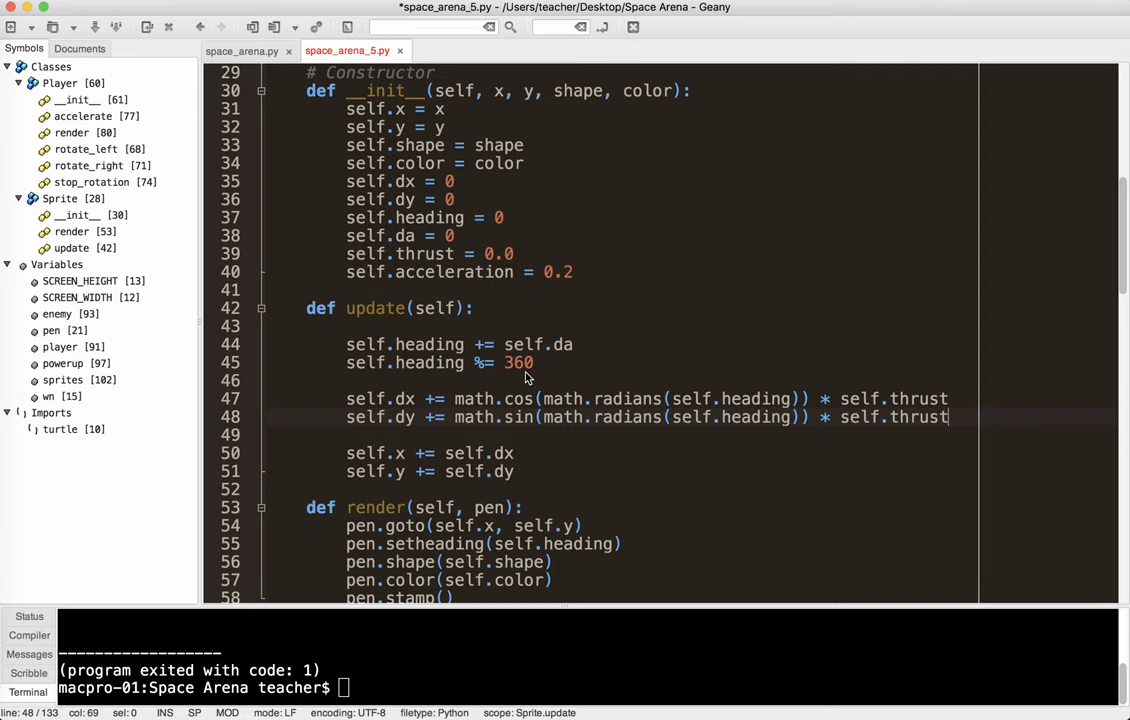 *space_arena_5.py - /Users/teacher/Desktop/Space Arena - Geany
Symbols Documents
space_arena.py × space_arena_5.py ×
Classes
Player [60]
__init__ [61]
accelerate [77]
render [80]
rotate_left [68]
rotate_right [71]
stop_rotation [74]
Sprite [28]
__init__ [30]
render [53]
update [42]
Variables
SCREEN_HEIGHT [13]
SCREEN_WIDTH [12]
enemy [93]
pen [21]
player [91]
powerup [97]
sprites [102]
wn [15]
Imports
turtle [10]
29 # Constructor
30 def __init__(self, x, y, shape, color):
31 self.x = x
32 self.y = y
33 self.shape = shape
34 self.color = color
35 self.dx = 0
36 self.dy = 0
37 self.heading = 0
38 self.da = 0
39 self.thrust = 0.0
40 self.acceleration = 0.2
41
42 def update(self):
43
44 self.heading += self.da
45 self.heading %= 360
46
47 self.dx += math.cos(math.radians(self.heading)) * self.thrust
48 self.dy += math.sin(math.radians(self.heading)) * self.thrust
49
50 self.x += self.dx
51 self.y += self.dy
52
53 def render(self, pen):
54 pen.goto(self.x, self.y)
55 pen.setheading(self.heading)
56 pen.shape(self.shape)
57 pen.color(self.color)
58 pen.stamp()
Status
Compiler
Messages
Scribble
Terminal
------------------
(program exited with code: 1)
macpro-01:Space Arena teacher$
line: 48 / 133 col: 69 sel: 0 INS SP MOD mode: LF encoding: UTF-8 filetype: Python scope: Sprite.update